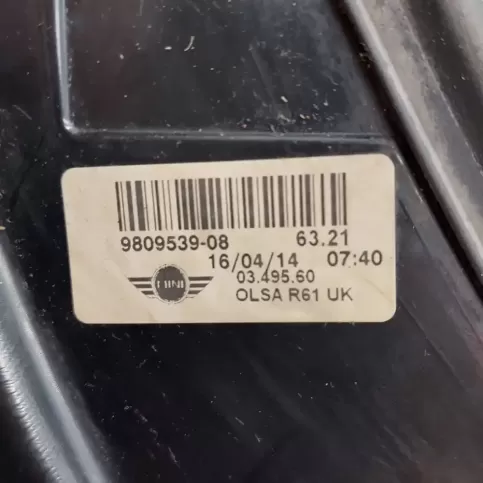 9809539-08 63.21
16/04/14 07:40
03.495.60
MINI
OLSA R61 UK